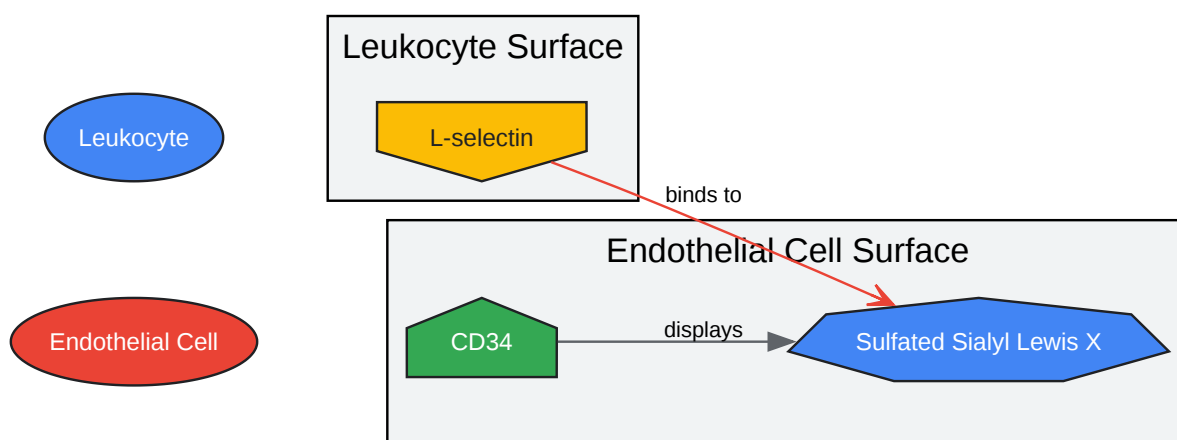 Leukocyte Surface
Leukocyte
L-selectin
binds to
Endothelial Cell Surface
Endothelial Cell
CD34
displays
Sulfated Sialyl Lewis X